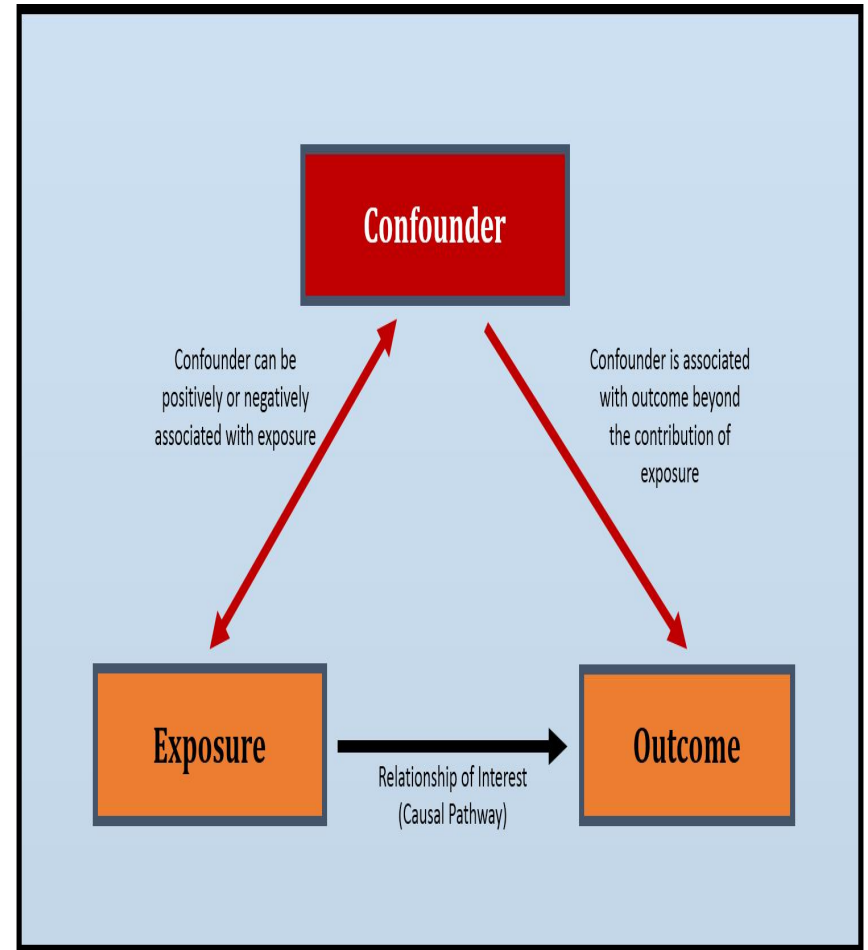 Confounder
Confounder can be
positively or negatively
associated with exposure
Confounder is associated
with outcome beyond
the contribution of
exposure
Exposure
Relationship of Interest
(Causal Pathway)
Outcome